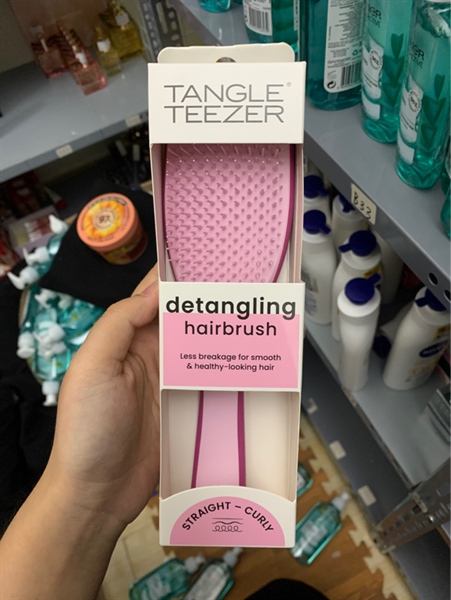 TANGLE
TEEZER®
detangling
hairbrush
Less breakage for smooth
& healthy-looking hair
STRAIGHT – CURLY